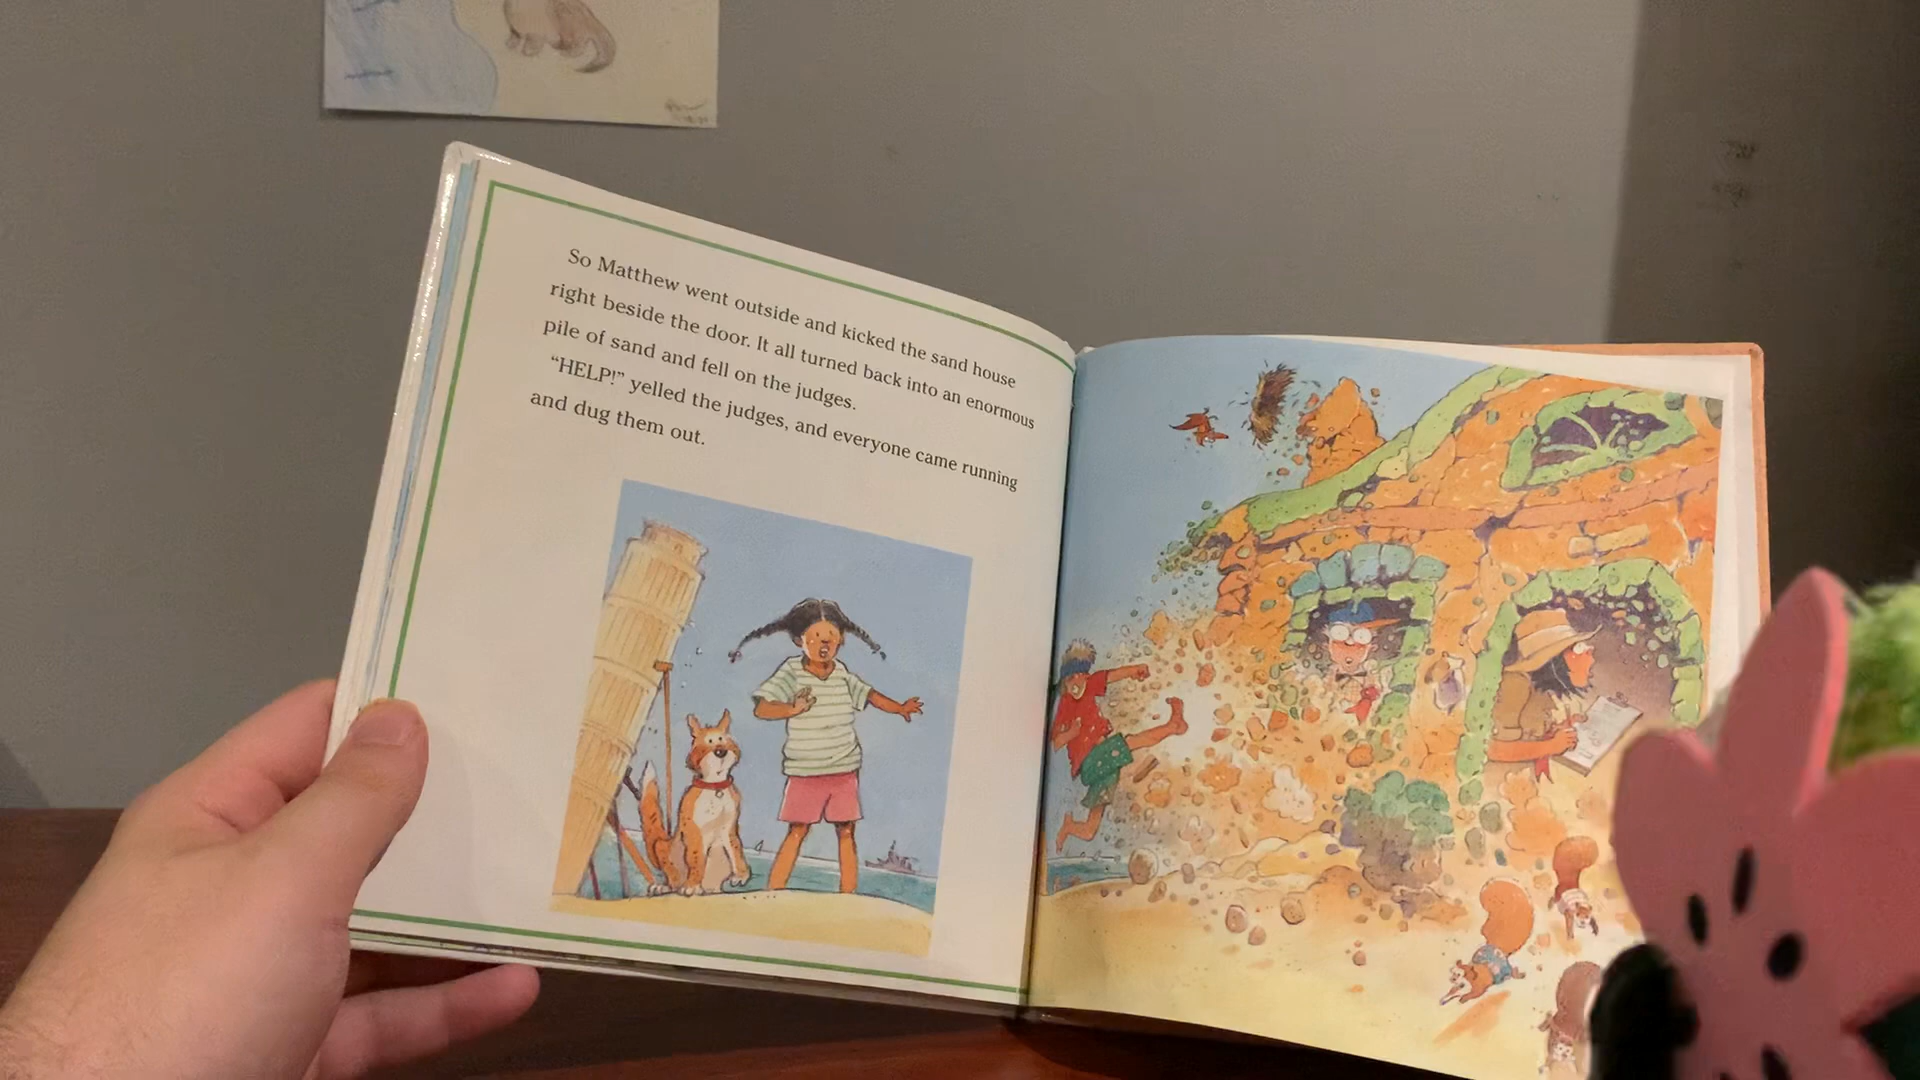 So Matthew went outside and kicked the sand house
right beside the door. It all turned back into an enormous
pile of sand and fell on the judges.
“HELP!” yelled the judges, and everyone came running
and dug them out.